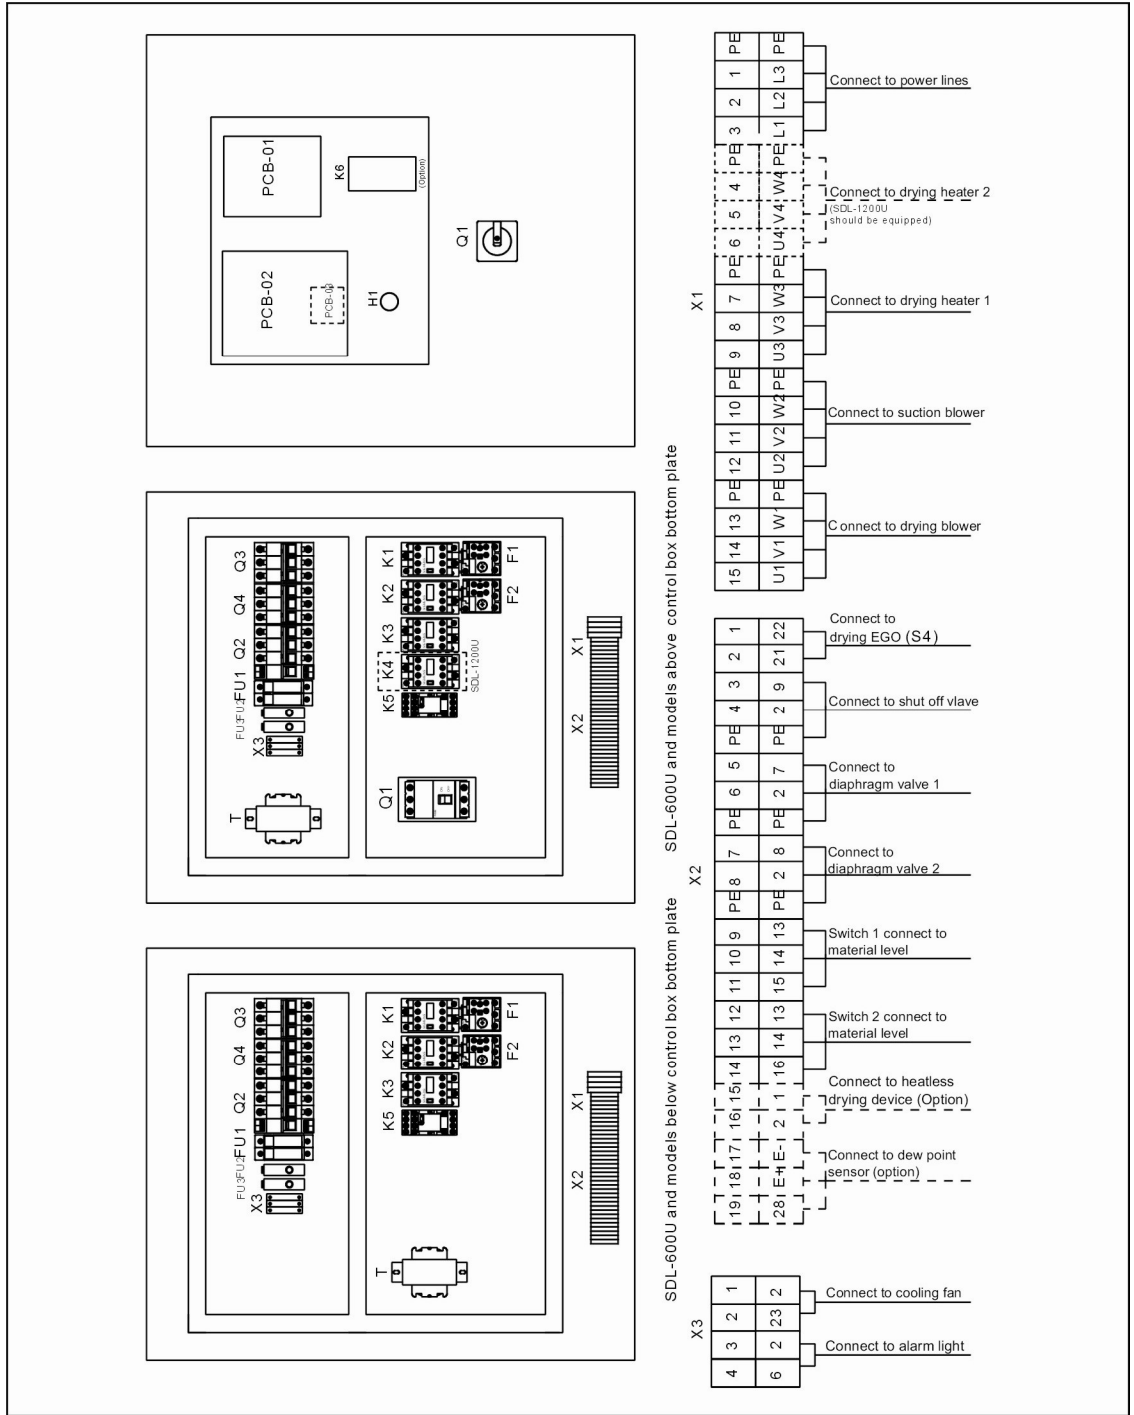 PCB-01
K6
(Option)
Q1
PCB-02
PCB-03
H1
Q3
Q4
Q2
FU1
FU3FU2
X3
T
K1
F1
K2
F2
K3
K4
SDL-1200U
K5
Q1
X1
X2
SDL-600U and models above control box bottom plate
Q3
Q4
Q2
FU1
FU3FU2
X3
K1
F1
K2
F2
K3
K5
T
X1
X2
SDL-600U and models below control box bottom plate
X1
PE PE
1 L3
2 L2
3 L1
Connect to power lines
PE PE
4 W4
5 V4
6 U4
Connect to drying heater 2
(SDL-1200U
should be equipped)
PE PE
7 W3
8 V3
9 U3
Connect to drying heater 1
PE PE
10 W2
11 V2
12 U2
Connect to suction blower
PE PE
13 W1
14 V1
15 U1
Connect to drying blower
X2
1 22
2 21
Connect to
drying EGO (S4)
3 9
4 2
PE PE
Connect to shut off vlave
5 7
6 2
PE PE
Connect to
diaphragm valve 1
7 8
8 2
PE PE
Connect to
diaphragm valve 2
9 13
10 14
11 15
Switch 1 connect to
material level
12 13
13 14
14 16
Switch 2 connect to
material level
15 1
16 2
Connect to heatless
drying device (Option)
17 E-
18 E+
19 28
Connect to dew point
sensor (option)
X3
1 2
2 23
Connect to cooling fan
3 2
4 6
Connect to alarm light